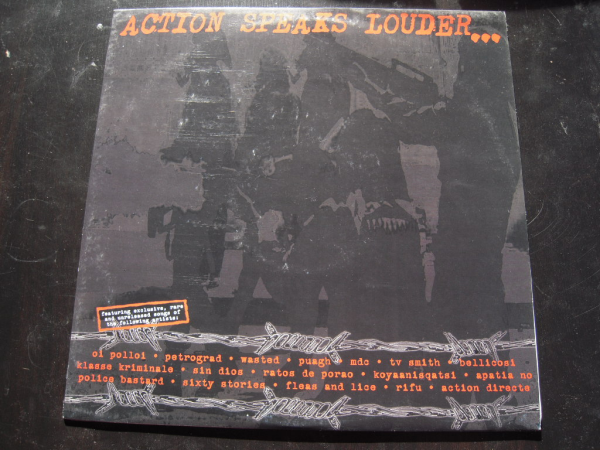 ACTION SPEAKS LOUDER...
featuring exclusive, rare
and unreleased songs of
the following artists:
oi polloi • petrograd • wasted • puagh • mdc • tv smith • bellicosi
klasse kriminale • sin dios • ratos de porao • koyaanisqatsi • apatia no
police bastard • sixty stories • fleas and lice • rifu • action directe